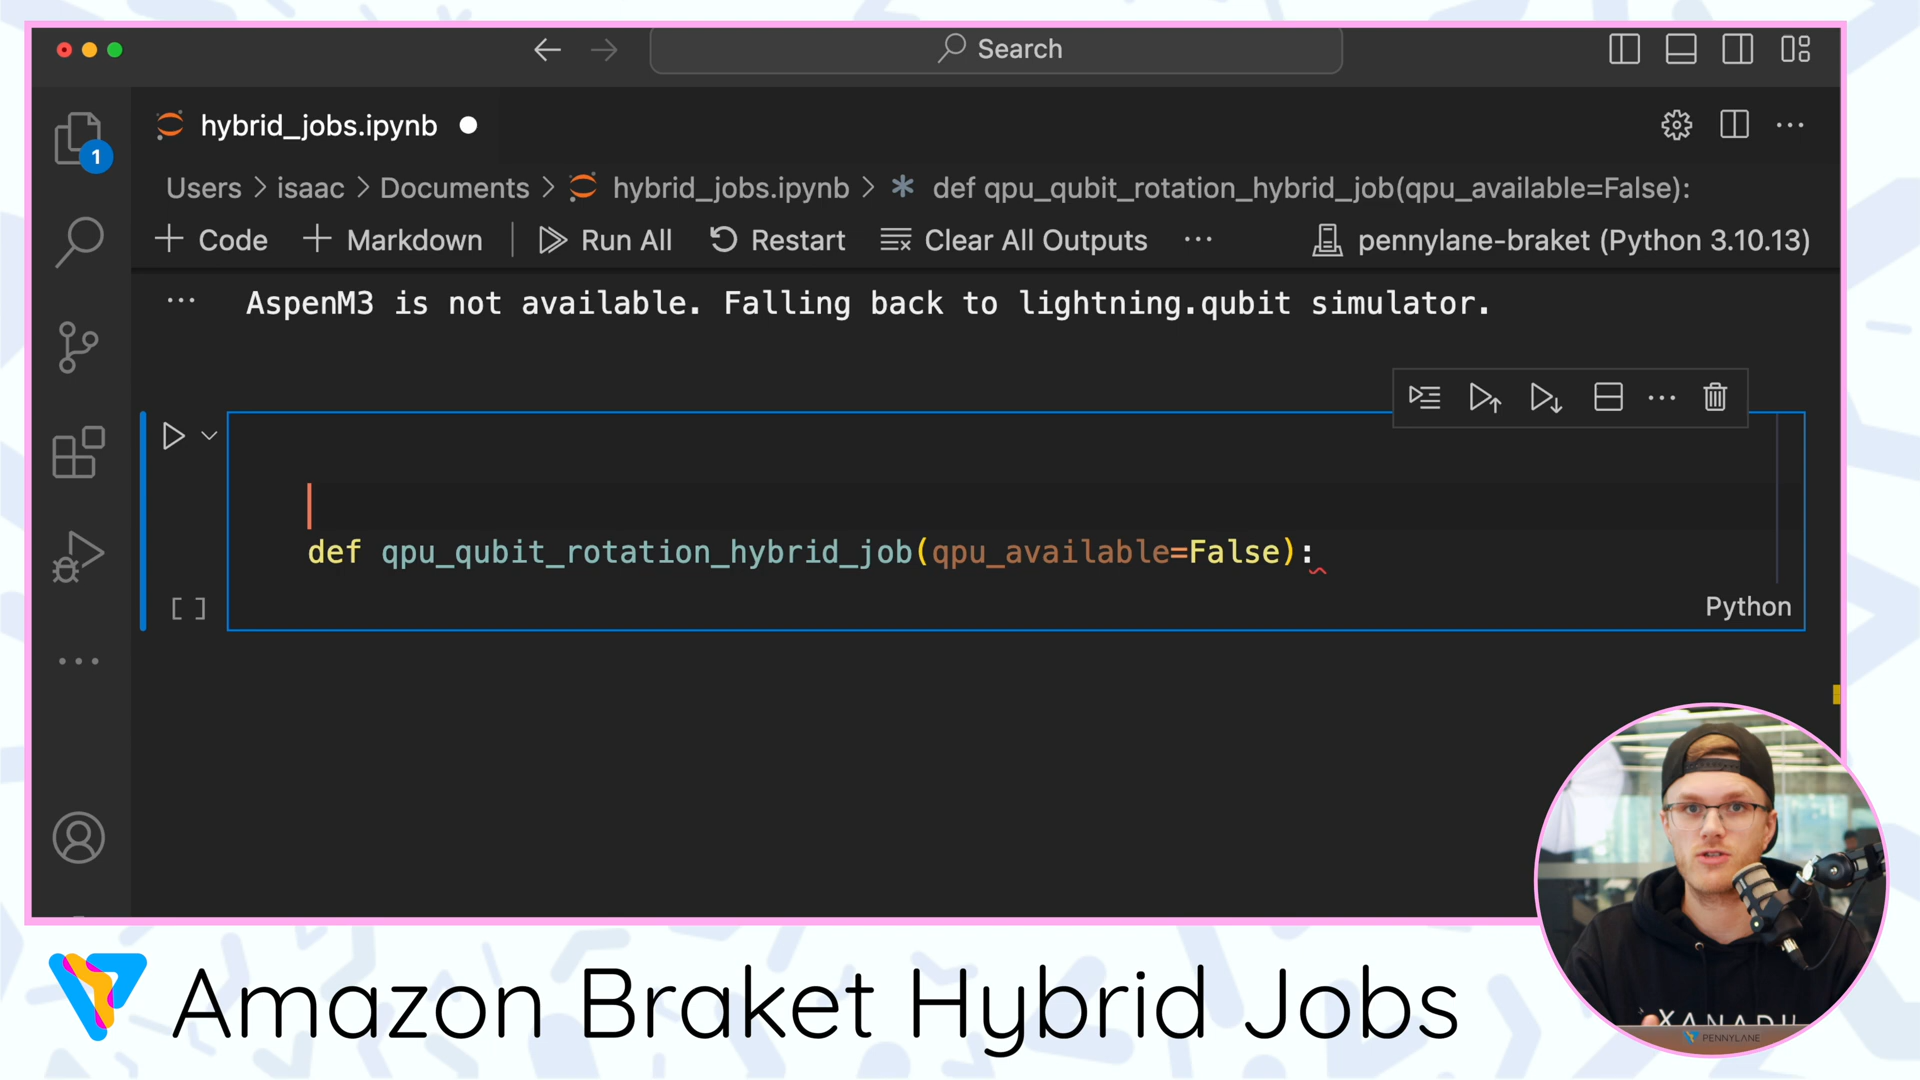 Search
hybrid_jobs.ipynb
1
Users > isaac > Documents > hybrid_jobs.ipynb > def qpu_qubit_rotation_hybrid_job(qpu_available=False):
+ Code + Markdown | Run All Restart Clear All Outputs ··· pennylane-braket (Python 3.10.13)
··· AspenM3 is not available. Falling back to lightning.qubit simulator.
def qpu_qubit_rotation_hybrid_job(qpu_available=False):
[ ]
Python
XANADU
PENNYLANE
Amazon Braket Hybrid Jobs